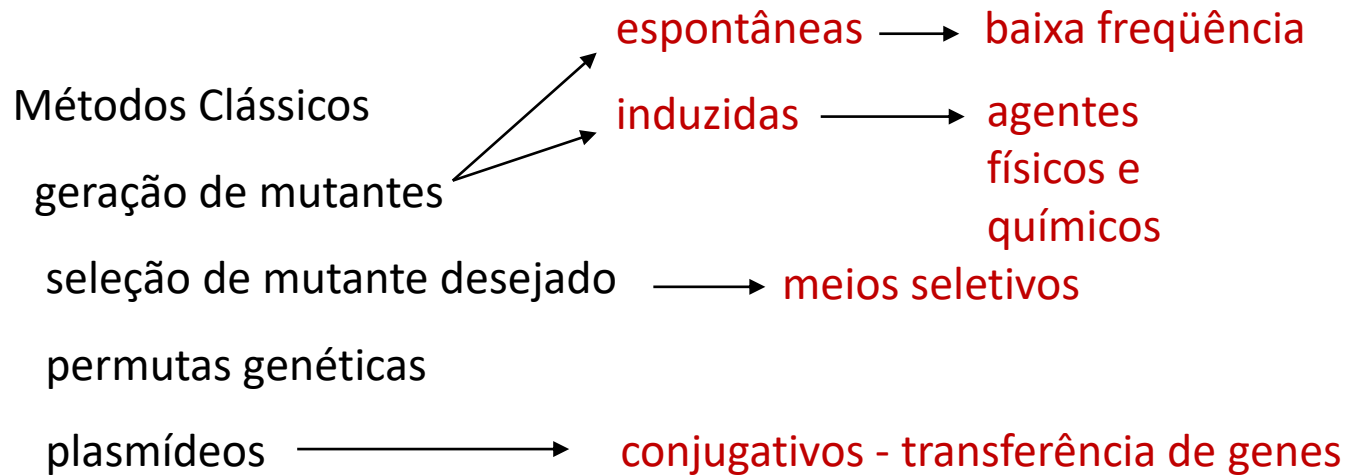 espontâneas baixa freqüência
Métodos Clássicos
induzidas agentes
físicos e
químicos
geração de mutantes
seleção de mutante desejado meios seletivos
permutas genéticas
plasmídeos conjugativos - transferência de genes